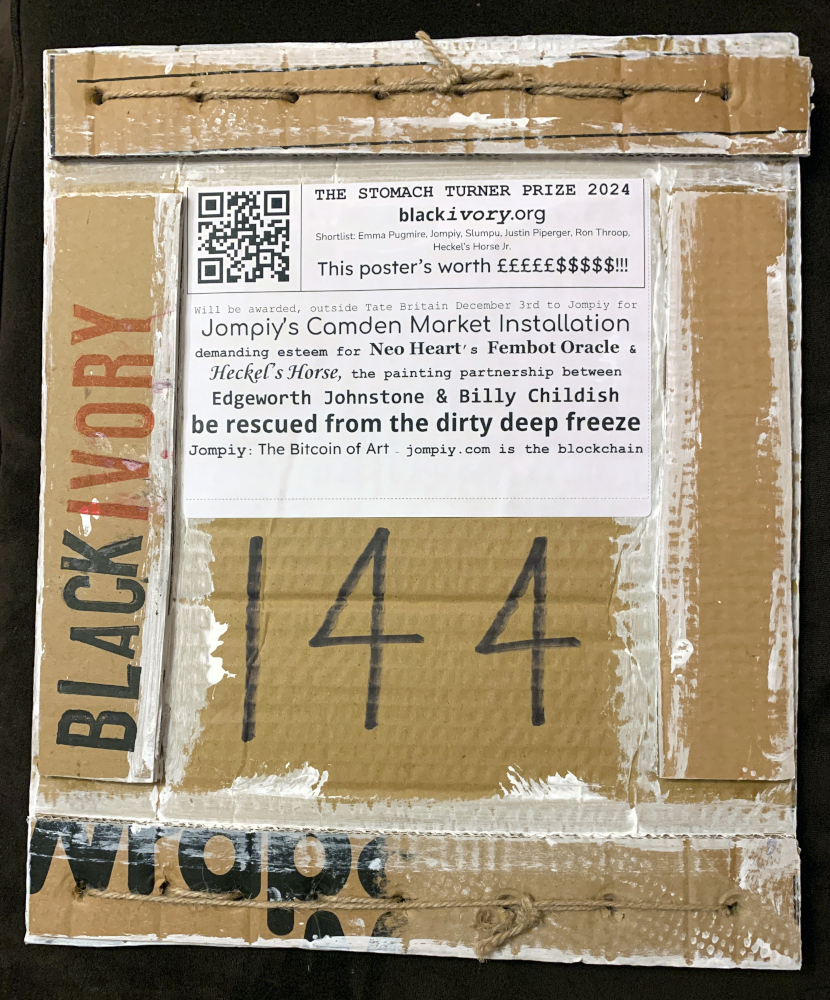 THE STOMACH TURNER PRIZE 2024
blackivory.org
Shortlist: Emma Pugmire, Jompiy, Slumpu, Justin Piperger, Ron Throop,
Heckel's Horse Jr.
This poster's worth £££££$$$$$!!!
Will be awarded, outside Tate Britain December 3rd to Jompiy for
Jompiy's Camden Market Installation
demanding esteem for Neo Heart's Fembot Oracle &
Heckel's Horse, the painting partnership between
Edgeworth Johnstone & Billy Childish
be rescued from the dirty deep freeze
Jompiy: The Bitcoin of Art - jompiy.com is the blockchain
BLACK IVORY
144